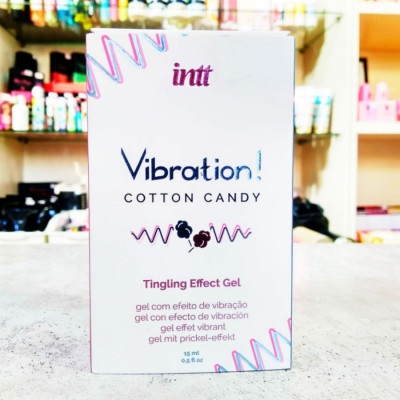 intt
Vibration!
COTTON CANDY
Tingling Effect Gel
gel com efeito de vibração
gel con efecto de vibración
gel effet vibrant
gel mit prickel-effekt
15 ml
0,5 fl oz